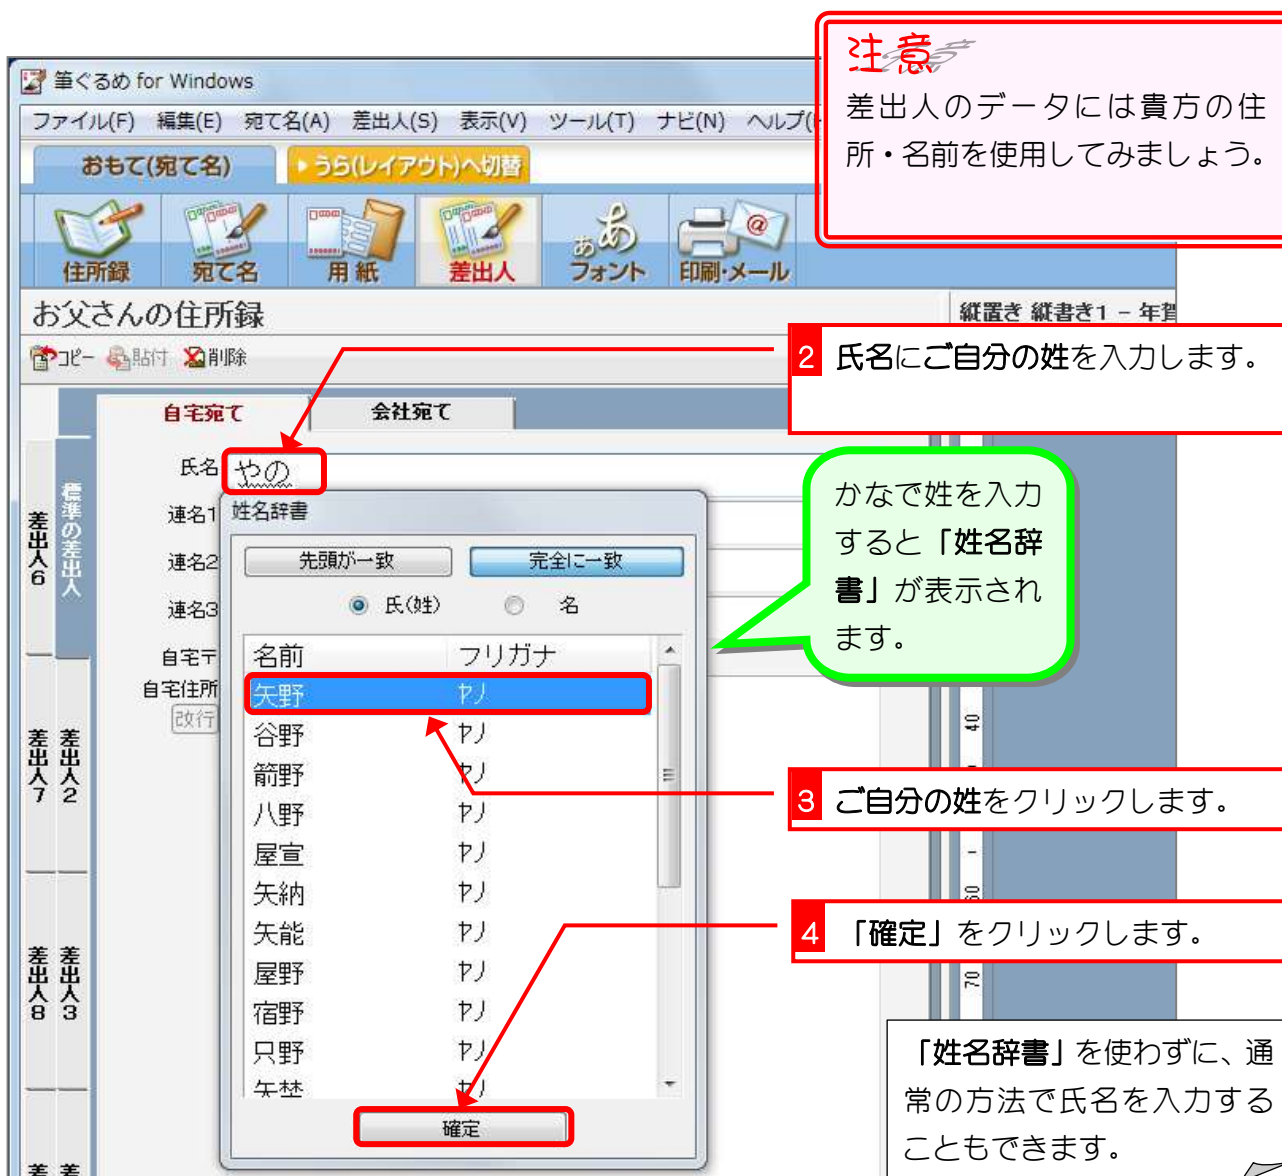 注意
差出人のデータには貴方の住
所・名前を使用してみましょう。
筆ぐるめ for Windows
ファイル(F) 編集(E) 宛て名(A) 差出人(S) 表示(V) ツール(T) ナビ(N) ヘルプ(
おもて(宛て名) うら(レイアウト)へ切替
住所録 宛て名 用紙 差出人 フォント 印刷・メール
お父さんの住所録
縦置き 縦書き1 - 年賀
コピー 貼付 削除
2 氏名にご自分の姓を入力します。
自宅宛て 会社宛て
氏名 やの
連名1
連名2
連名3
自宅〒
自宅住所
改行
標準の差出人
差出人6
差出人2
差出人7
差出人3
差出人8
姓名辞書
先頭が一致 完全に一致
氏(姓) 名
名前 フリガナ
矢野 ヤノ
谷野 ヤノ
箭野 ヤノ
八野 ヤノ
屋宣 ヤノ
矢納 ヤノ
矢能 ヤノ
屋野 ヤノ
宿野 ヤノ
只野 ヤノ
確定
かなで姓を入力
すると「姓名辞
書」が表示され
ます。
40
3 ご自分の姓をクリックします。
4 「確定」をクリックします。
70
「姓名辞書」を使わずに、通
常の方法で氏名を入力する
こともできます。